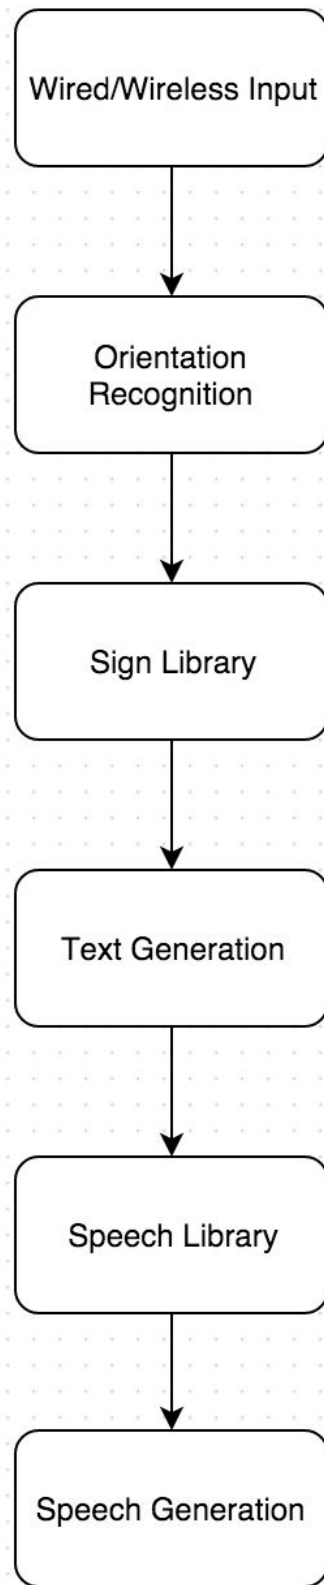 Wired/Wireless Input
Orientation
Recognition
Sign Library
Text Generation
Speech Library
Speech Generation